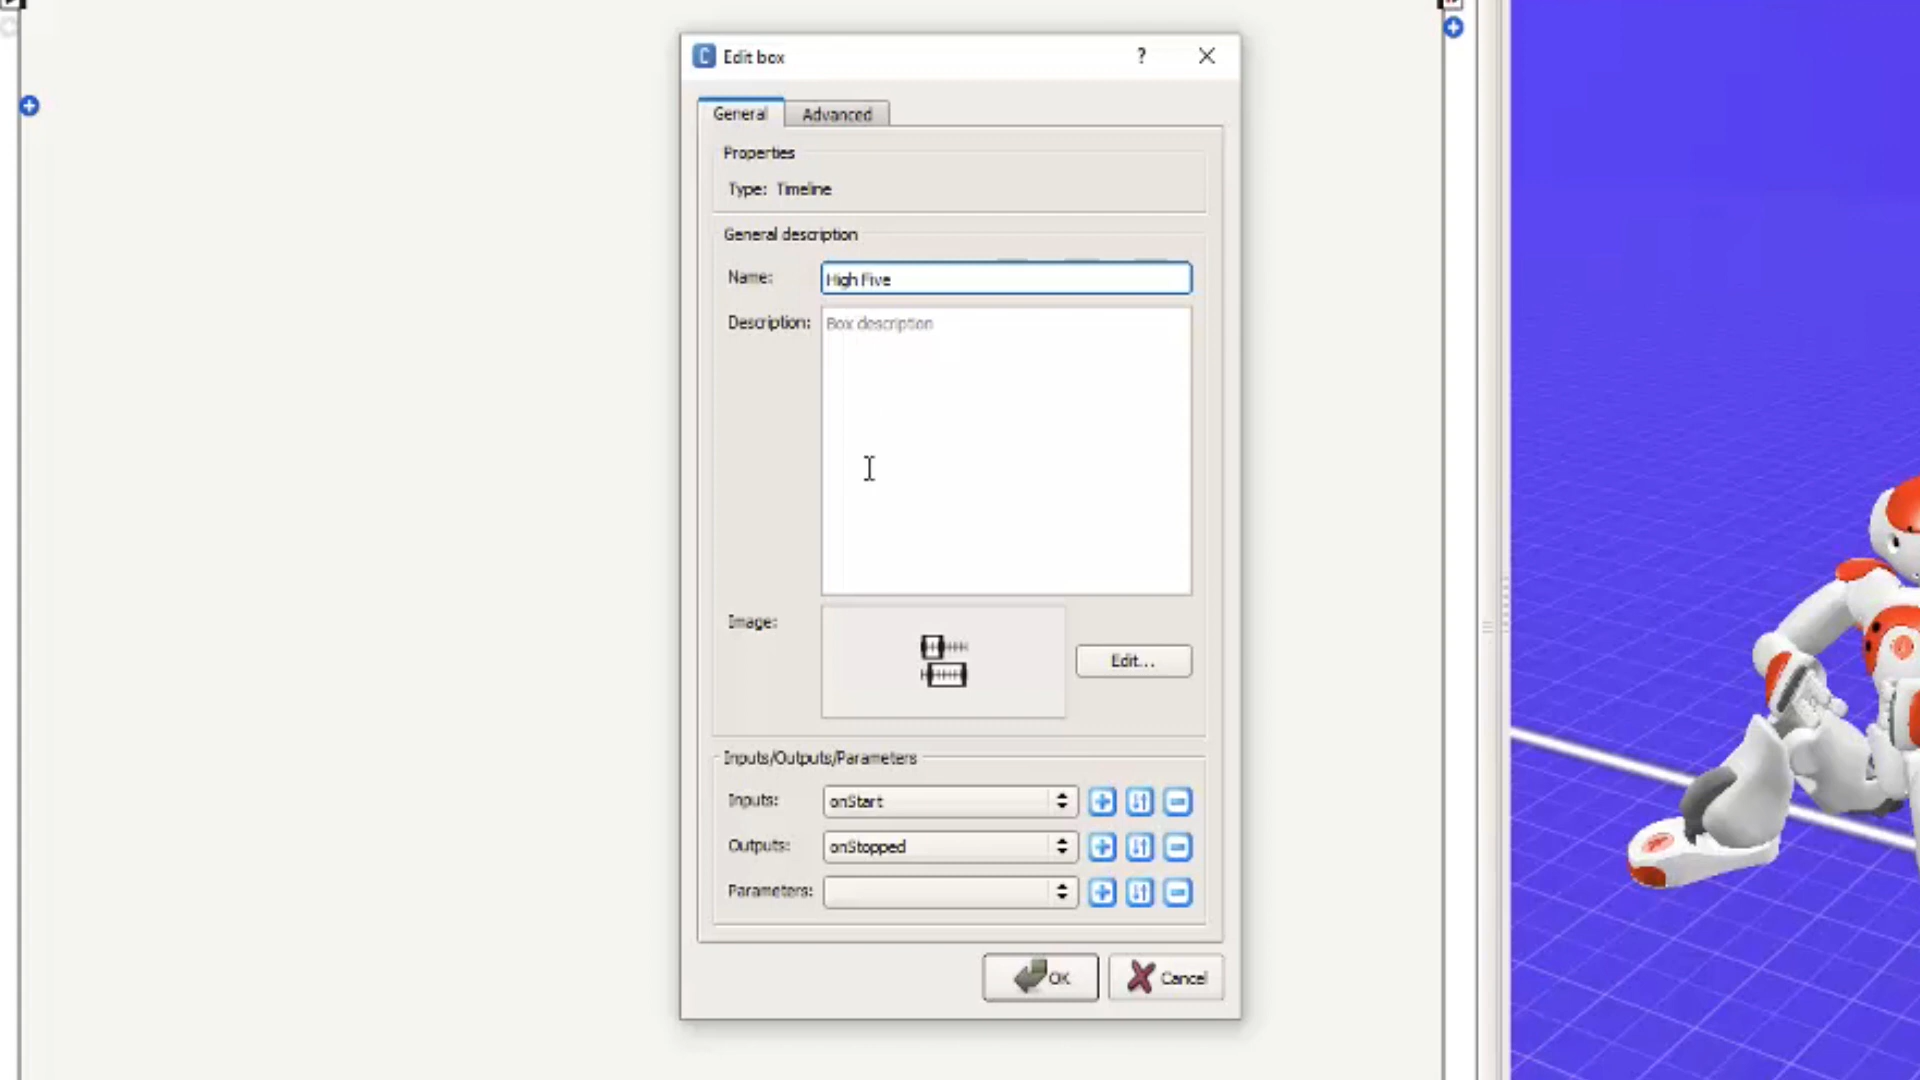 Edit box
?
General Advanced
Properties
Type: Timeline
General description
Name: High Five
Description: Box description
Image:
Edit...
Inputs/Outputs/Parameters
Inputs: onStart
Outputs: onStopped
Parameters:
OK Cancel